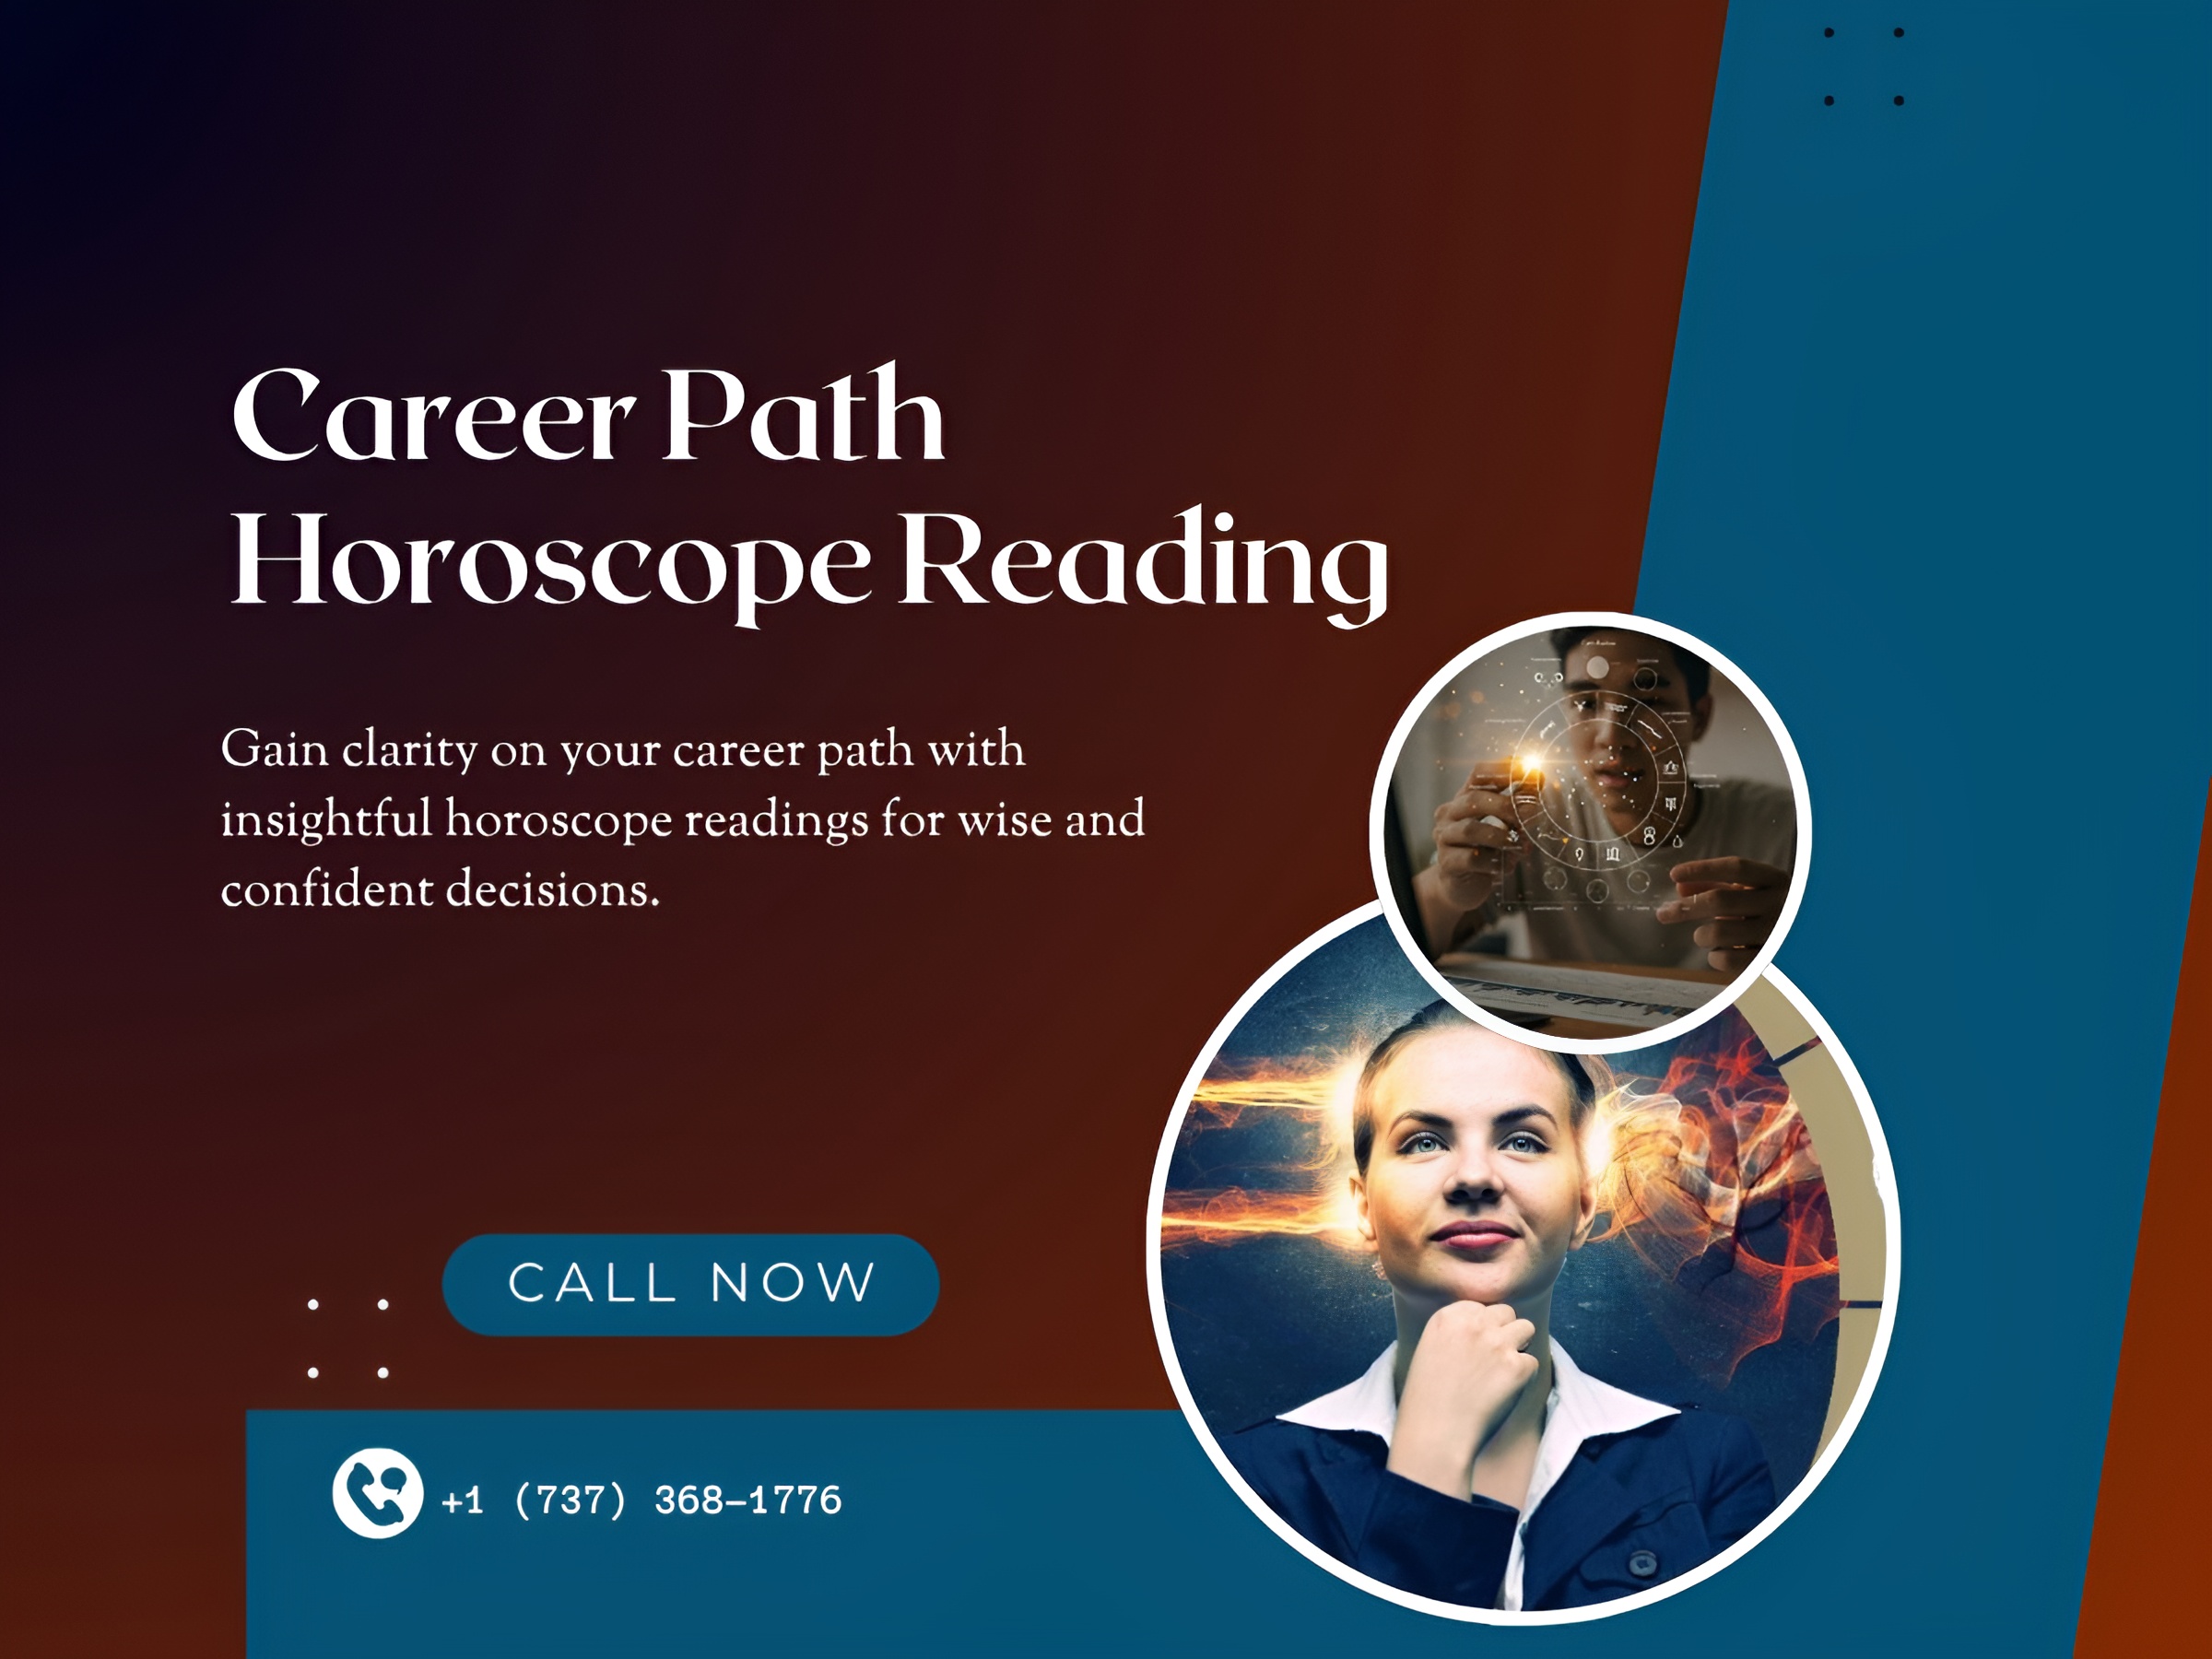 Career Path
Horoscope Reading
Gain clarity on your career path with
insightful horoscope readings for wise and
confident decisions.
CALL NOW
+1 (737) 368-1776